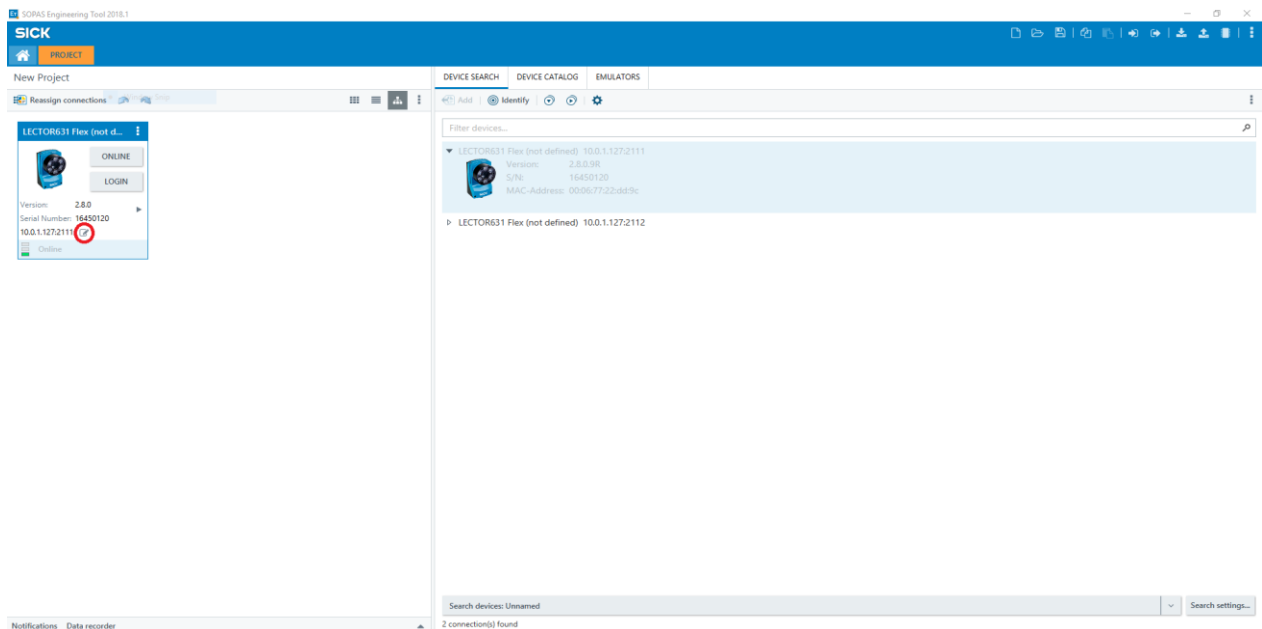 SOPAS Engineering Tool 2018.1
SICK
PROJECT
New Project
Reassign connections
DEVICE SEARCH DEVICE CATALOG EMULATORS
Add Identify
LECTOR631 Flex (not d...
ONLINE
LOGIN
Version: 2.8.0
Serial Number: 16450120
10.0.1.127:2111
Online
Filter devices...
LECTOR631 Flex (not defined) 10.0.1.127:2111
Version: 2.8.0.9R
S/N: 16450120
MAC-Address: 00:06:77:22:dd:9c
LECTOR631 Flex (not defined) 10.0.1.127:2112
Search devices: Unnamed
Search settings...
2 connection(s) found
Notifications Data recorder